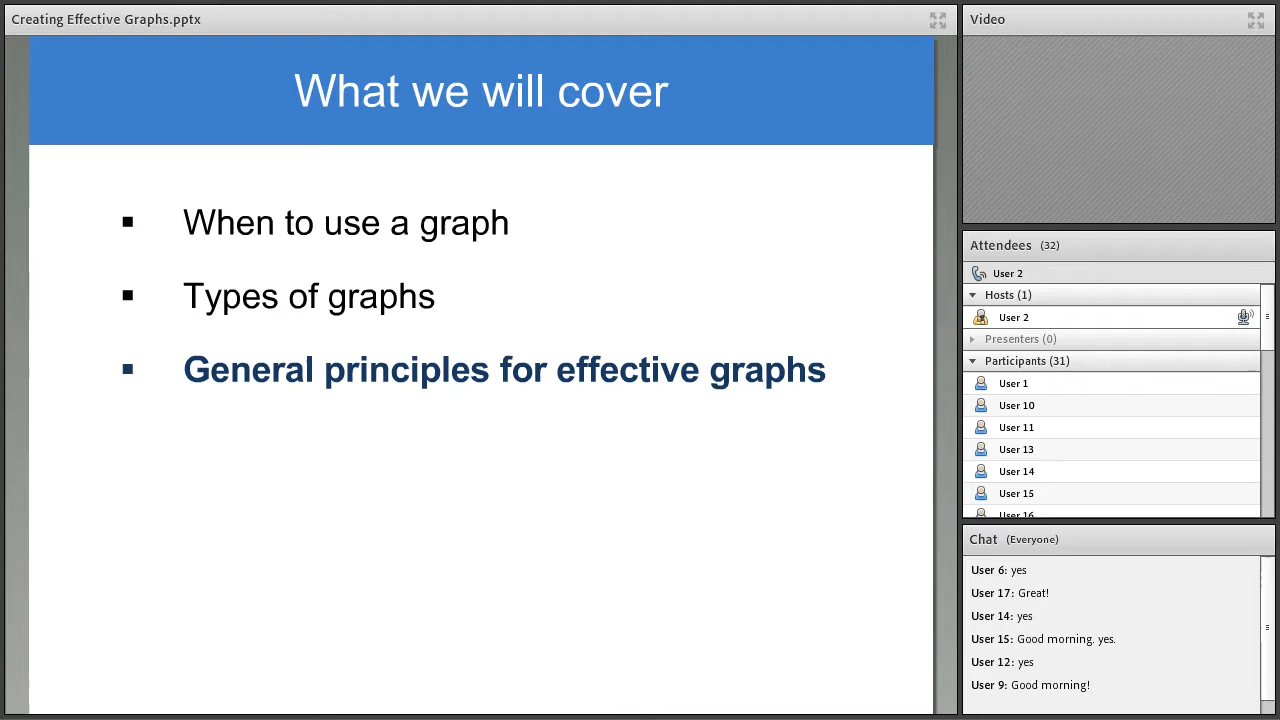 Creating Effective Graphs.pptx
What we will cover
▪ When to use a graph
▪ Types of graphs
▪ General principles for effective graphs
Video
Attendees (32)
User 2
Hosts (1)
User 2
Presenters (0)
Participants (31)
User 1
User 10
User 11
User 13
User 14
User 15
User 16
Chat (Everyone)
User 6: yes
User 17: Great!
User 14: yes
User 15: Good morning. yes.
User 12: yes
User 9: Good morning!